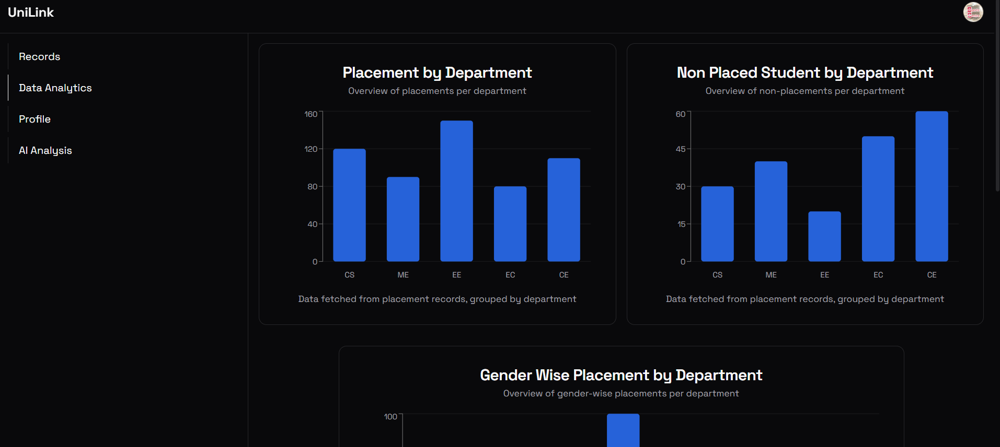 UniLink
Records
Data Analytics
Profile
AI Analysis
Placement by Department
Overview of placements per department
160
120
80
40
0
CS ME EE EC CE
Data fetched from placement records, grouped by department
Non Placed Student by Department
Overview of non-placements per department
60
45
30
15
0
CS ME EE EC CE
Data fetched from placement records, grouped by department
Gender Wise Placement by Department
Overview of gender-wise placements per department
100